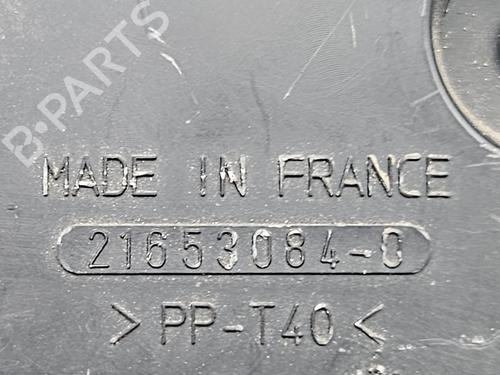 B-PARTS
MADE IN FRANCE
21653084-0
>PP-T40<